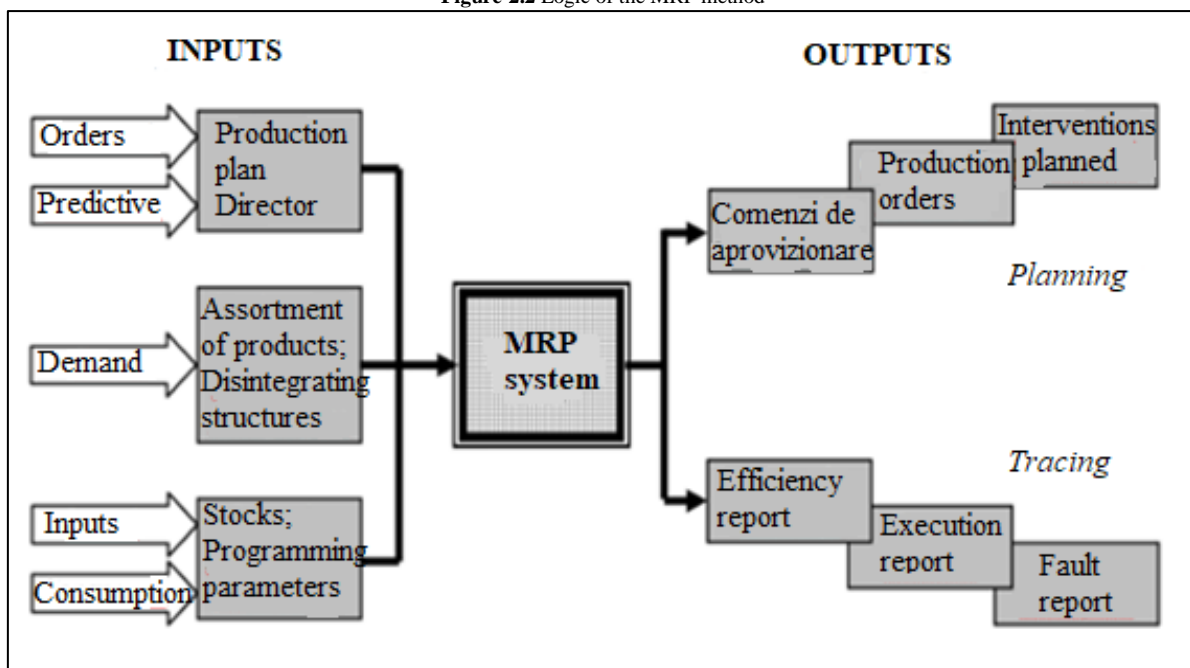 Figure 2.2 Logic of the MRP method
INPUTS
OUTPUTS
Orders
Predictive
Production
plan
Director
Demand
Assortment
of products;
Disintegrating
structures
Inputs
Consumption
Stocks;
Programming
parameters
MRP
system
Interventions
planned
Production
orders
Comenzi de
aprovizionare
Planning
Tracing
Efficiency
report
Execution
report
Fault
report